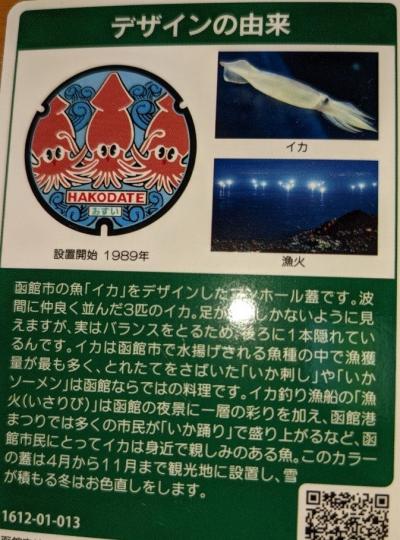 デザインの由来
HAKODATE
おすい
設置開始 1989年
イカ
漁火
函館市の魚「イカ」をデザインしたマンホール蓋です。波
間に仲良く並んだ3匹のイカ。足が しかないように見
えますが、実はバランスをとるため、後ろに1本隠れてい
るんです。イカは函館市で水揚げされる魚種の中で漁獲
量が最も多く、とれたてをさばいた「いか刺し」や「いか
ソーメン」は函館ならではの料理です。イカ釣り漁船の「漁
火(いさりび)」は函館の夜景に一層の彩りを加え、函館港
まつりでは多くの市民が「いか踊り」で盛り上がるなど、函
館市民にとってイカは身近で親しみのある魚。このカラー
の蓋は4月から11月まで観光地に設置し、雪
が積もる冬はお色直しをします。
1612-01-013